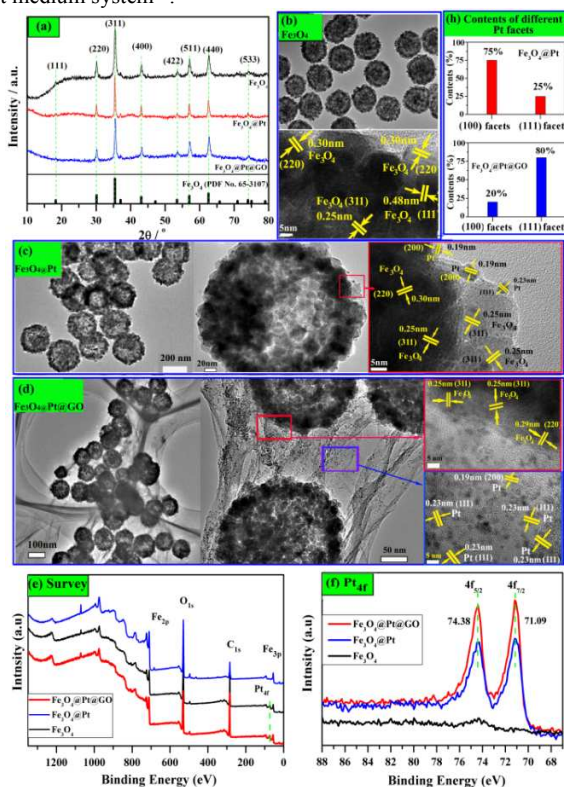 t medium system
(a)
(311)
(220)
(400)
(511)
(440)
(111)
(422)
(533)
Fe3O4
Fe3O4@Pt
Fe3O4@Pt@GO
Fe3O4 (PDF No. 65-3107)
Intensity / a.u.
10 20 30 40 50 60 70 80
2θ / °
(b)
Fe3O4
0.30nm
(220)
Fe3O4
0.30nm
Fe3O4 (220)
Fe3O4 (311)
0.25nm
0.48nm
Fe3O4 (111)
5nm
(h) Contents of different
Pt facets
75%
Fe3O4@Pt
25%
Contents (%)
(100) facets (111) facets
Fe3O4@Pt@GO
80%
20%
Contents (%)
(100) facets (111) facets
(c)
Fe3O4@Pt
200 nm
20nm
(200)
Pt
0.19nm
0.19nm
Pt
(200)
0.23nm
Pt
(111)
Fe3O4
(220)
0.30nm
0.25nm
(311)
Fe3O4
0.25nm
(311)
Fe3O4
0.25nm
(311)
Fe3O4
5nm
(d)
Fe3O4@Pt@GO
100nm
50 nm
0.25nm (311)
Fe3O4
0.25nm (311)
Fe3O4
0.29nm (220)
Fe3O4
5 nm
0.19nm (200)
Pt
0.23nm (111)
Pt
0.23nm (111)
Pt
0.23nm
Pt (111)
Pt
0.23nm (111)
5 nm
(e) Survey
O1s
Fe2p
C1s
Fe3p
Pt4f
Fe3O4@Pt@GO
Fe3O4@Pt
Fe3O4
Intnsity (a.u)
1200 1000 800 600 400 200 0
Binding Energy (eV)
(f) Pt4f
4f5/2
4f7/2
74.38
71.09
Fe3O4@Pt@GO
Fe3O4@Pt
Fe3O4
Intnsity (a.u)
88 86 84 82 80 78 76 74 72 70 68
Binding Energy (eV)